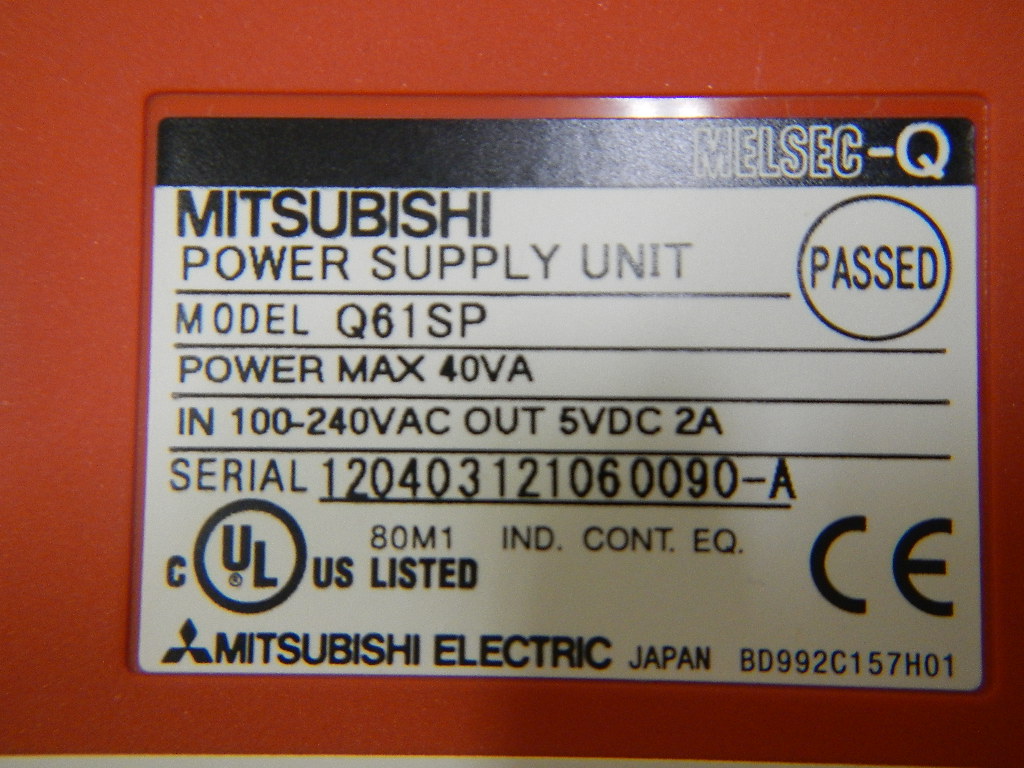 MELSEC-Q
MITSUBISHI
POWER SUPPLY UNIT
PASSED
MODEL Q61SP
POWER MAX 40VA
IN 100-240VAC OUT 5VDC 2A
SERIAL 120403121060090-A
C UL ® US LISTED
80M1 IND. CONT. EQ.
CE
MITSUBISHI ELECTRIC JAPAN BD992C157H01